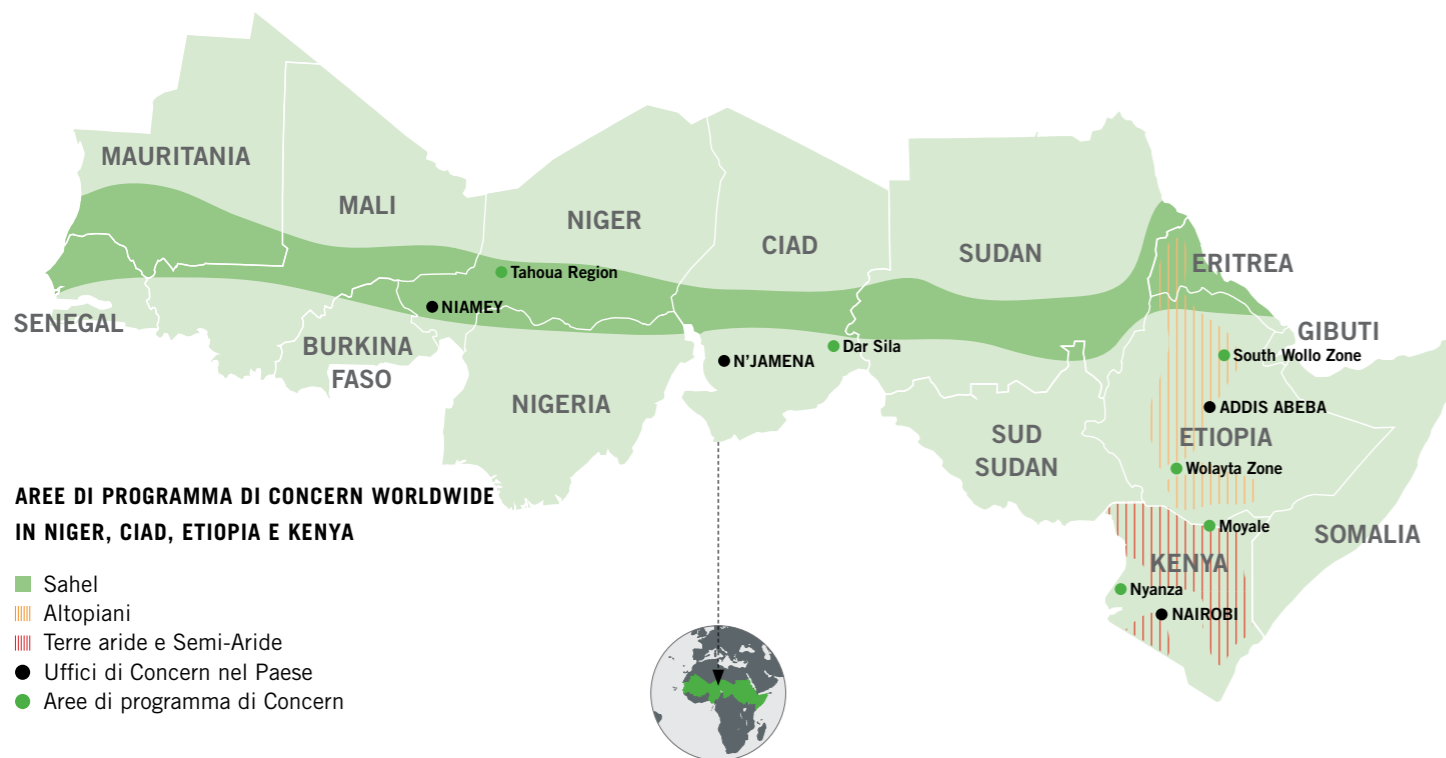 MAURITANIA
MALI
NIGER
CIAD
SUDAN
ERITREA
Tahoua Region
NIAMEY
SENEGAL
BURKINA
FASO
NIGERIA
N'JAMENA
Dar Sila
GIBUTI
South Wollo Zone
ADDIS ABEBA
ETIOPIA
SUD
SUDAN
Wolayta Zone
Moyale
SOMALIA
KENYA
Nyanza
NAIROBI
AREE DI PROGRAMMA DI CONCERN WORLDWIDE
IN NIGER, CIAD, ETIOPIA E KENYA
Sahel
Altopiani
Terre aride e Semi-Aride
Uffici di Concern nel Paese
Aree di programma di Concern